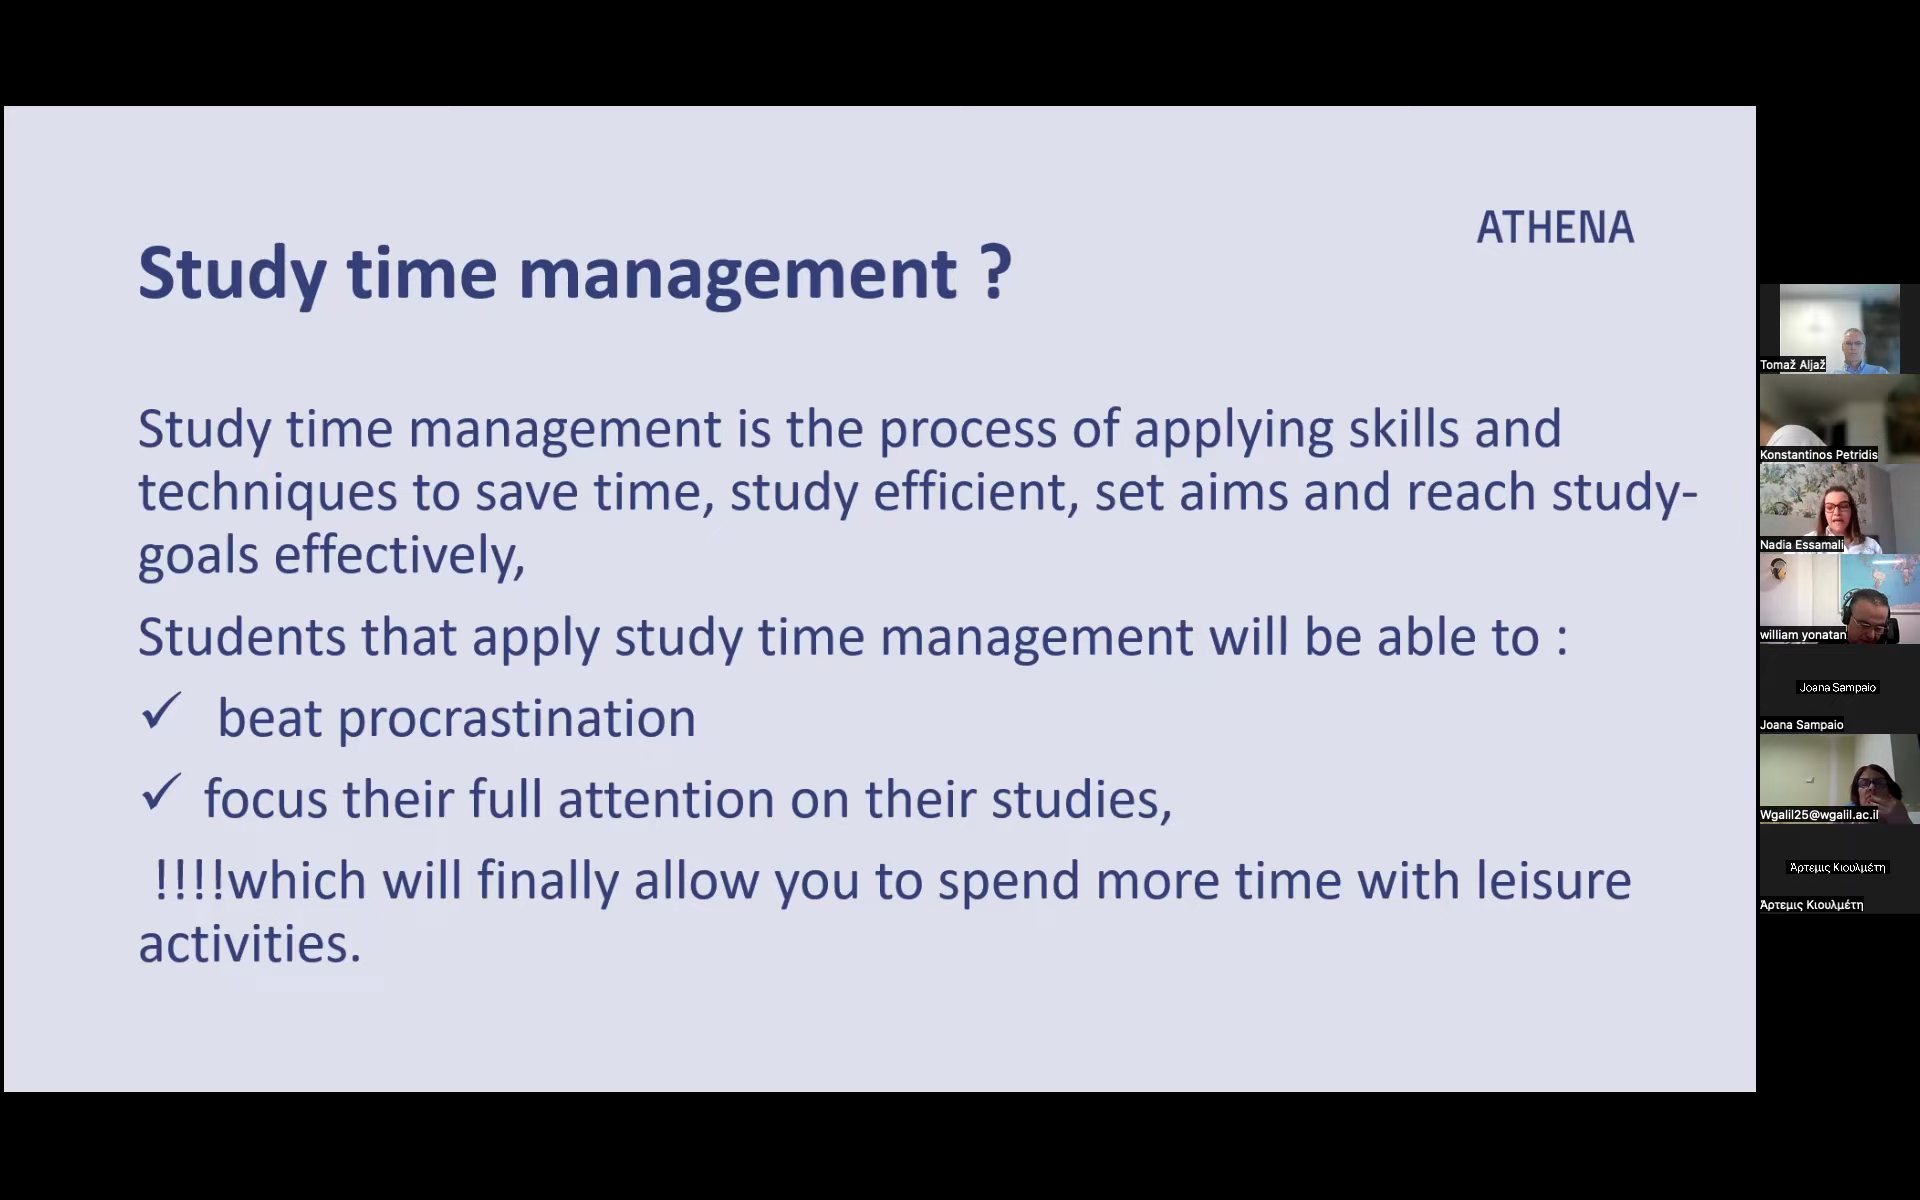 ATHENA
Study time management ?
Study time management is the process of applying skills and
techniques to save time, study efficient, set aims and reach study-
goals effectively,
Students that apply study time management will be able to :
✓ beat procrastination
✓ focus their full attention on their studies,
!!!!which will finally allow you to spend more time with leisure
activities.
Tomaž Aljaž
Konstantinos Petridis
Nadia Essamali
william yonatan
Joana Sampaio
Joana Sampaio
Wgalil25@wgalil.ac.il
Άρτεμις Κιουλμέτη
Άρτεμις Κιουλμέτη